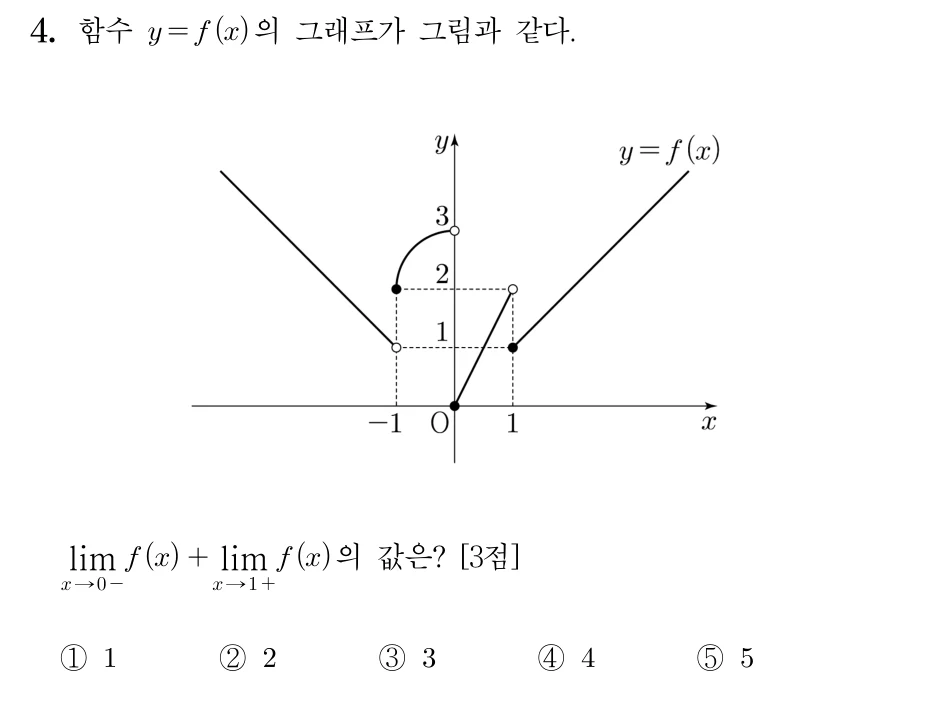 4. 함수 y=f(x)의 그래프가 그림과 같다.
y
y=f(x)
3
2
1
−1 O 1 x
lim f(x) + lim f(x)의 값은? [3점]
x→0− x→1+
① 1 ② 2 ③ 3 ④ 4 ⑤ 5